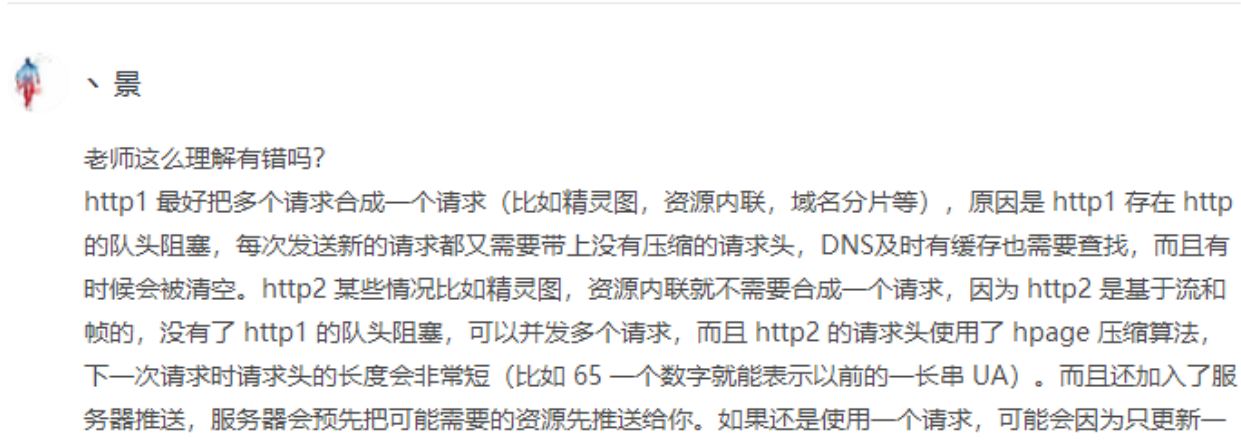 丶景
老师这么理解有错吗？
http1 最好把多个请求合成一个请求（比如精灵图，资源内联，域名分片等），原因是 http1 存在 http
的队头阻塞，每次发送新的请求都又需要带上没有压缩的请求头，DNS及时有缓存也需要查找，而且有
时候会被清空。http2 某些情况比如精灵图，资源内联就不需要合成一个请求，因为 http2 是基于流和
帧的，没有了 http1 的队头阻塞，可以并发多个请求，而且 http2 的请求头使用了 hpage 压缩算法，
下一次请求时请求头的长度会非常短（比如 65 一个数字就能表示以前的一长串 UA）。而且还加入了服
务器推送，服务器会预先把可能需要的资源先推送给你。如果还是使用一个请求，可能会因为只更新一